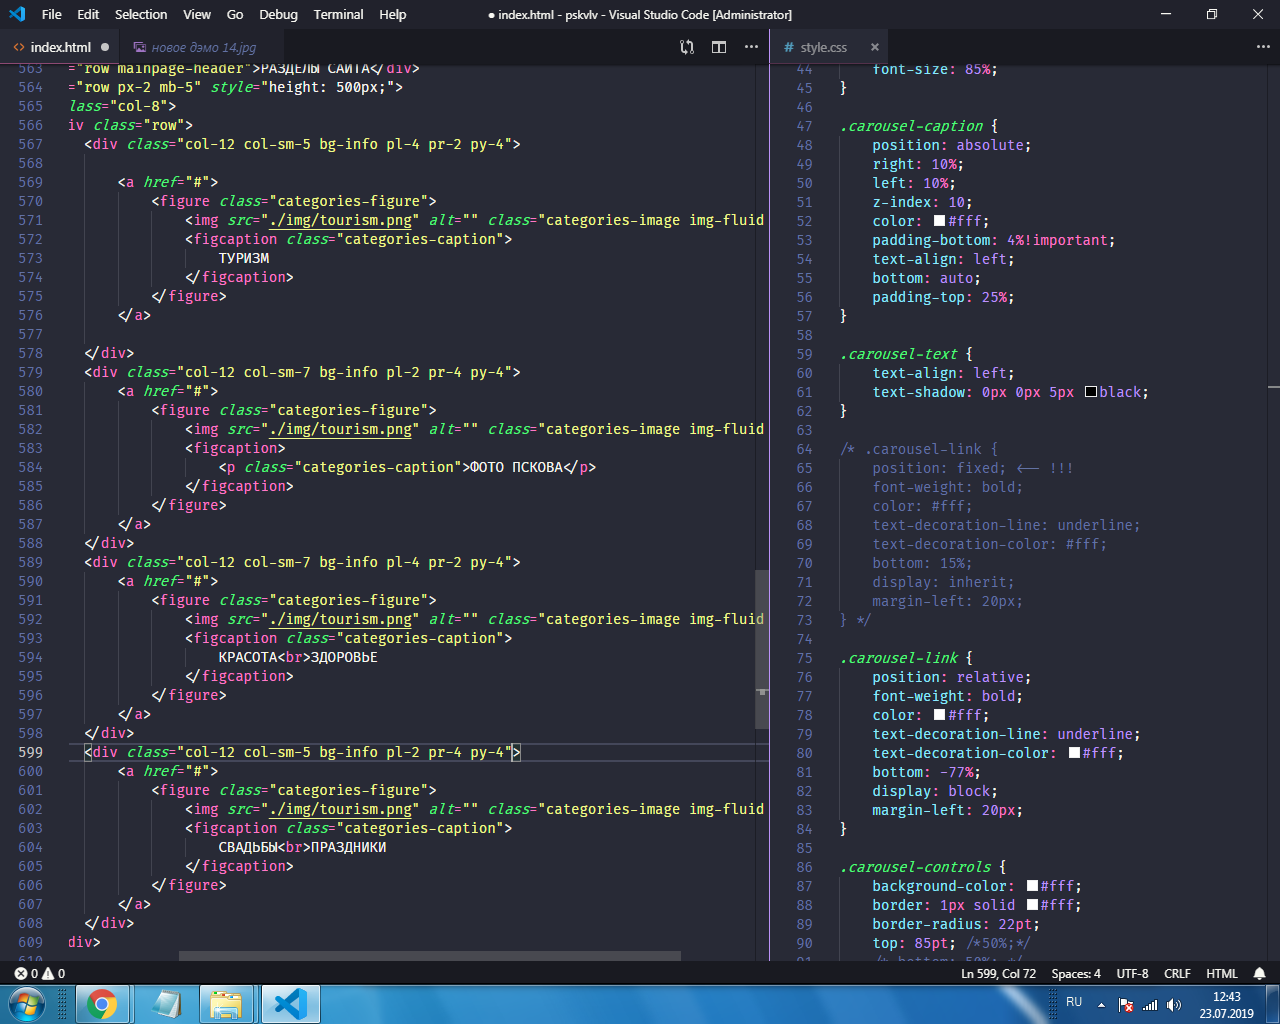 File Edit Selection View Go Debug Terminal Help ● index.html - pskvlv - Visual Studio Code [Administrator]
index.html ● новое дэмо 14.jpg
# style.css ×
563 ="row mainpage-header">РАЗДЕЛЫ САЙТА</div>
564 ="row px-2 mb-5" style="height: 500px;">
565 lass="col-8">
566 iv class="row">
567 <div class="col-12 col-sm-5 bg-info pl-4 pr-2 py-4">
568
569 <a href="#">
570 <figure class="categories-figure">
571 <img src="./img/tourism.png" alt="" class="categories-image img-fluid
572 <figcaption class="categories-caption">
573 ТУРИЗМ
574 </figcaption>
575 </figure>
576 </a>
577
578 </div>
579 <div class="col-12 col-sm-7 bg-info pl-2 pr-4 py-4">
580 <a href="#">
581 <figure class="categories-figure">
582 <img src="./img/tourism.png" alt="" class="categories-image img-fluid
583 <figcaption>
584 <p class="categories-caption">ФОТО ПСКОВА</p>
585 </figcaption>
586 </figure>
587 </a>
588 </div>
589 <div class="col-12 col-sm-7 bg-info pl-4 pr-2 py-4">
590 <a href="#">
591 <figure class="categories-figure">
592 <img src="./img/tourism.png" alt="" class="categories-image img-fluid
593 <figcaption class="categories-caption">
594 КРАСОТА<br>ЗДОРОВЬЕ
595 </figcaption>
596 </figure>
597 </a>
598 </div>
599 <div class="col-12 col-sm-5 bg-info pl-2 pr-4 py-4">
600 <a href="#">
601 <figure class="categories-figure">
602 <img src="./img/tourism.png" alt="" class="categories-image img-fluid
603 <figcaption class="categories-caption">
604 СВАДЬБЫ<br>ПРАЗДНИКИ
605 </figcaption>
606 </figure>
607 </a>
608 </div>
609 div>
610
44 font-size: 85%;
45 }
46
47 .carousel-caption {
48 position: absolute;
49 right: 10%;
50 left: 10%;
51 z-index: 10;
52 color: #fff;
53 padding-bottom: 4%!important;
54 text-align: left;
55 bottom: auto;
56 padding-top: 25%;
57 }
58
59 .carousel-text {
60 text-align: left;
61 text-shadow: 0px 0px 5px black;
62 }
63
64 /* .carousel-link {
65 position: fixed; <-- !!!
66 font-weight: bold;
67 color: #fff;
68 text-decoration-line: underline;
69 text-decoration-color: #fff;
70 bottom: 15%;
71 display: inherit;
72 margin-left: 20px;
73 } */
74
75 .carousel-link {
76 position: relative;
77 font-weight: bold;
78 color: #fff;
79 text-decoration-line: underline;
80 text-decoration-color: #fff;
81 bottom: -77%;
82 display: block;
83 margin-left: 20px;
84 }
85
86 .carousel-controls {
87 background-color: #fff;
88 border: 1px solid #fff;
89 border-radius: 22pt;
90 top: 85pt; /*50%;*/
91 /* bottom: 50%; */
0 0 Ln 599, Col 72 Spaces: 4 UTF-8 CRLF HTML
RU 12:43
23.07.2019